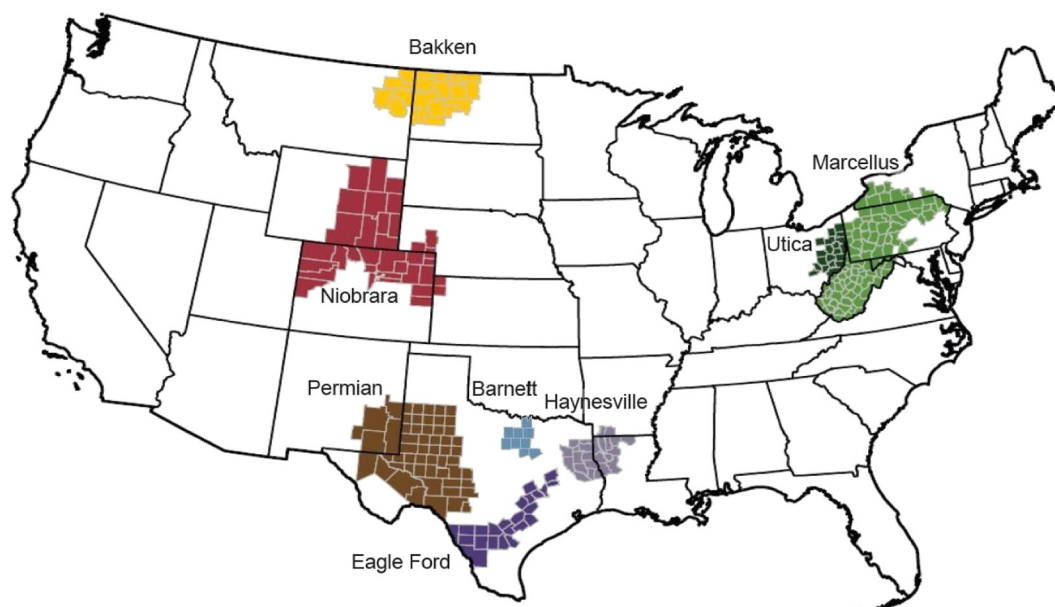 Bakken
Marcellus
Utica
Niobrara
Permian
Barnett
Haynesville
Eagle Ford